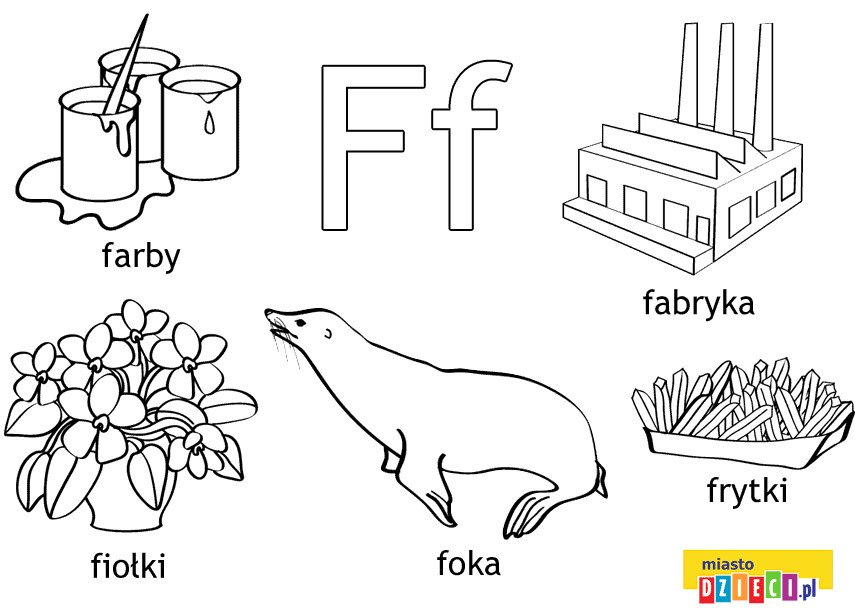 Ff
farby
fabryka
fiołki
foka
frytki
miasto
DZIECI.pl